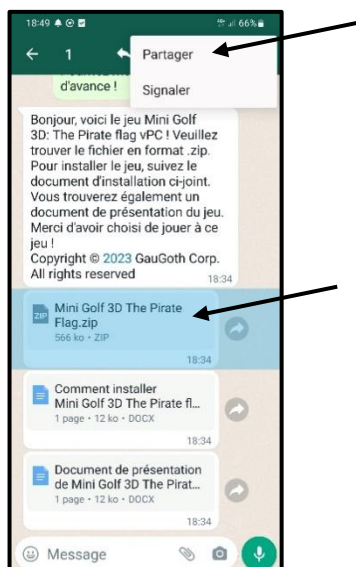 18:49 66%
1 Partager
d'avance !
Signaler
Bonjour, voici le jeu Mini Golf
3D: The Pirate flag vPC ! Veuillez
trouver le fichier en format .zip.
Pour installer le jeu, suivez le
document d'installation ci-joint.
Vous trouverez également un
document de présentation du jeu.
Merci d'avoir choisi de jouer à ce
jeu !
Copyright © 2023 GauGoth Corp.
All rights reserved
18:34
ZIP
Mini Golf 3D The Pirate
Flag.zip
566 ko • ZIP
18:34
Comment installer
Mini Golf 3D The Pirate fl...
1 page • 12 ko • DOCX
18:34
Document de présentation
de Mini Golf 3D The Pirat...
1 page • 12 ko • DOCX
18:34
Message